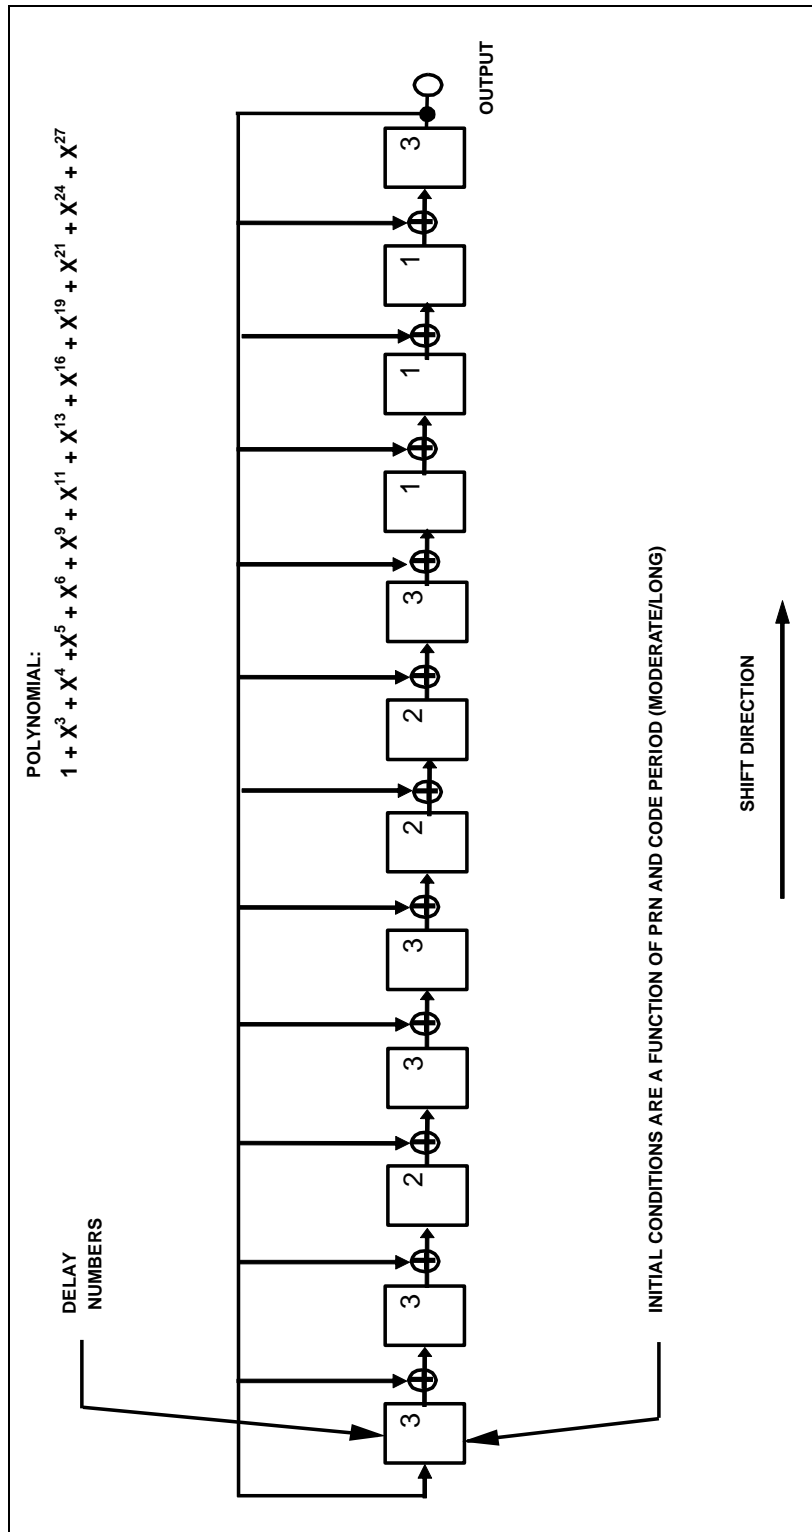 POLYNOMIAL:
1 + X³ + X⁴ +X⁵ + X⁶ + X⁹ + X¹¹ + X¹³ + X¹⁶ + X¹⁹ + X²¹ + X²⁴ + X²⁷
DELAY
NUMBERS
3 3 2 3 3 2 2 3 1 1 1 3
OUTPUT
INITIAL CONDITIONS ARE A FUNCTION OF PRN AND CODE PERIOD (MODERATE/LONG)
SHIFT DIRECTION